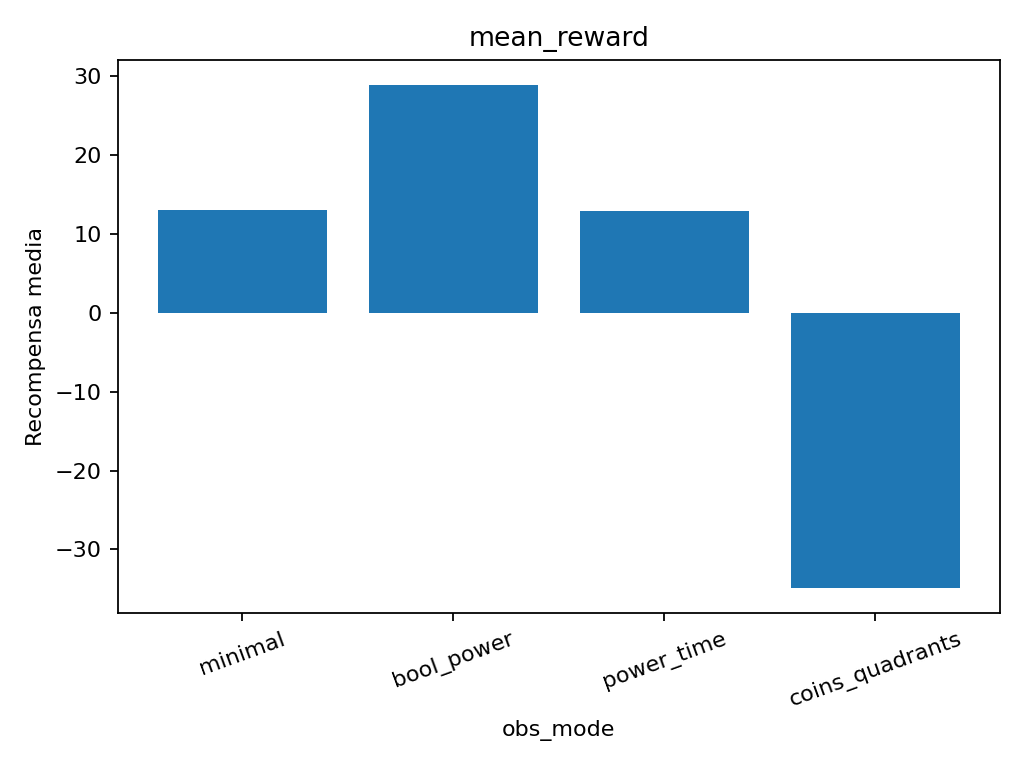 mean_reward
Recompensa media
30
20
10
0
−10
−20
−30
minimal
bool_power
power_time
coins_quadrants
obs_mode